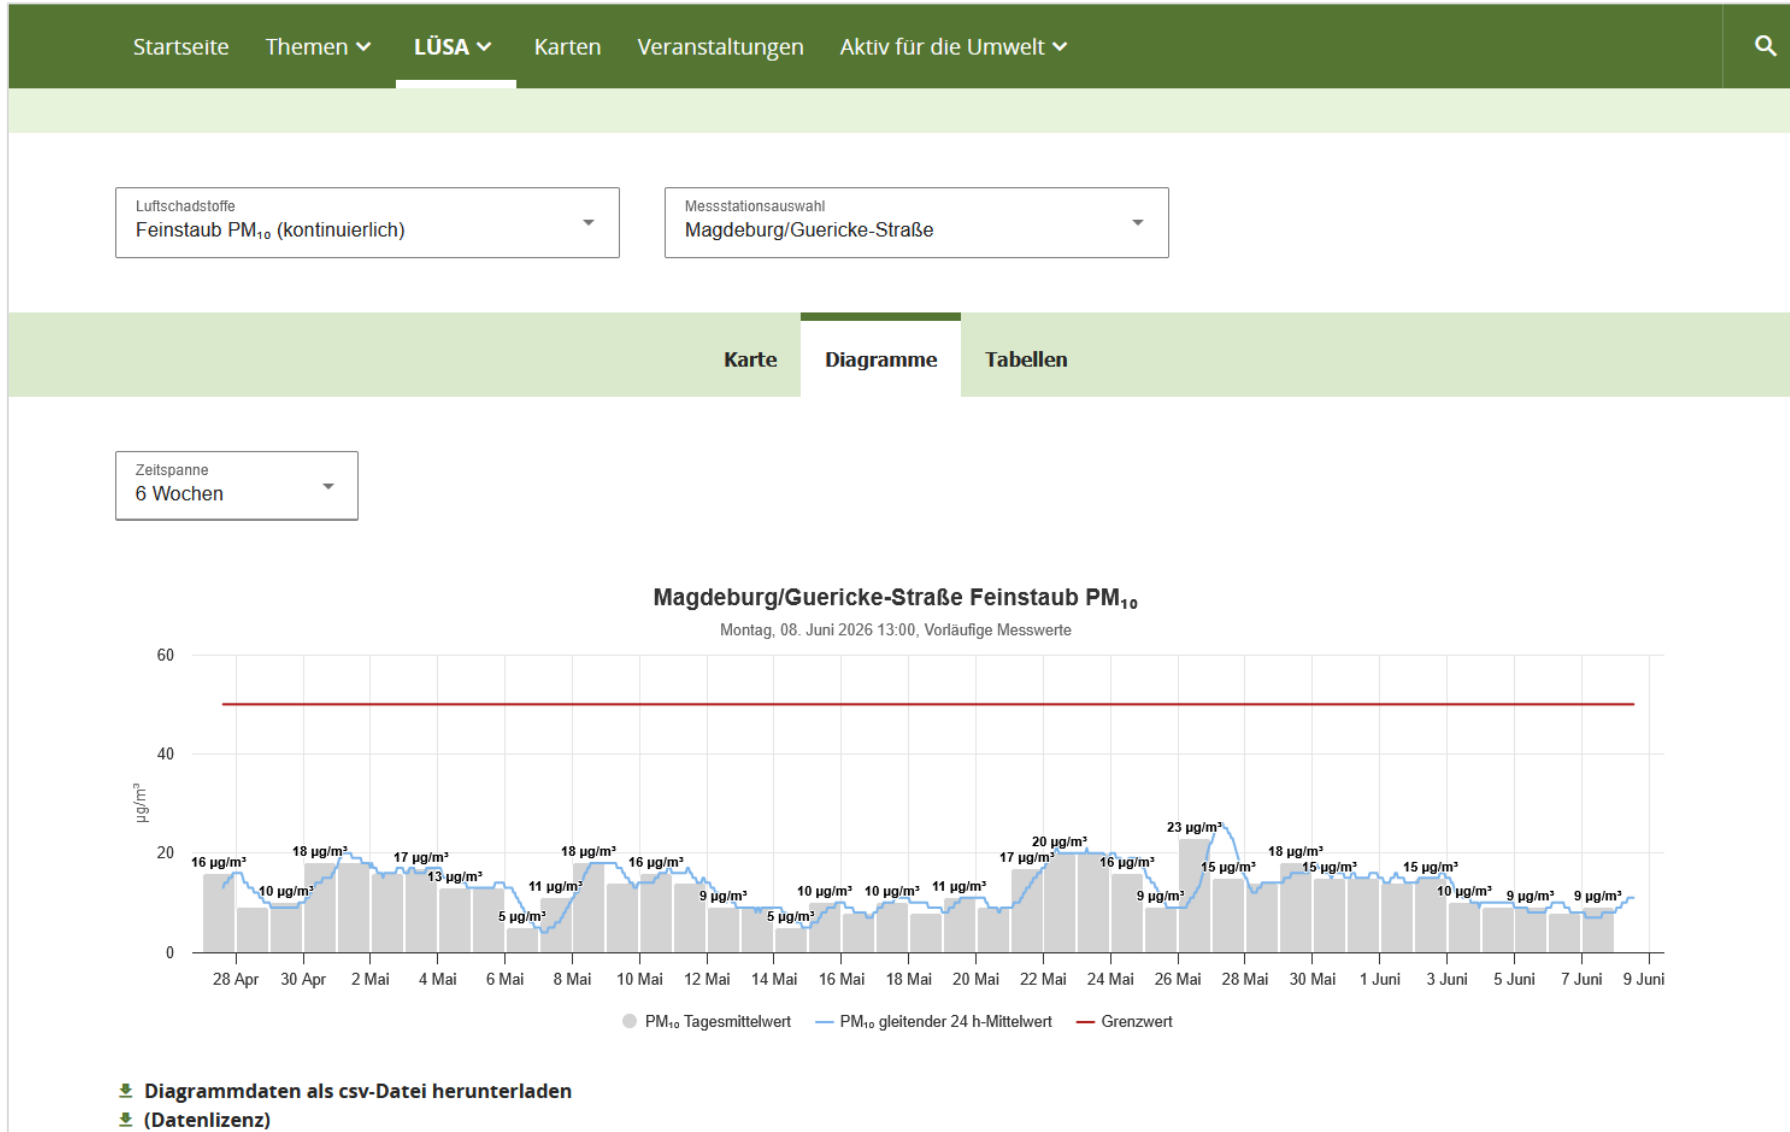 Startseite Themen LÜSA Karten Veranstaltungen Aktiv für die Umwelt
Luftschadstoffe
Feinstaub PM₁₀ (kontinuierlich)
Messstationsauswahl
Magdeburg/Guericke-Straße
Karte Diagramme Tabellen
Zeitspanne
6 Wochen
Magdeburg/Guericke-Straße Feinstaub PM₁₀
Montag, 08. Juni 2026 13:00, Vorläufige Messwerte
60
40
20
0
µg/m³
16 µg/m³ 10 µg/m³ 18 µg/m³ 17 µg/m³ 13 µg/m³ 5 µg/m³ 11 µg/m³ 18 µg/m³ 16 µg/m³ 9 µg/m³ 5 µg/m³ 10 µg/m³ 10 µg/m³ 11 µg/m³ 17 µg/m³ 20 µg/m³ 16 µg/m³ 9 µg/m³ 23 µg/m³ 15 µg/m³ 18 µg/m³ 15 µg/m³ 15 µg/m³ 10 µg/m³ 9 µg/m³ 9 µg/m³
28 Apr 30 Apr 2 Mai 4 Mai 6 Mai 8 Mai 10 Mai 12 Mai 14 Mai 16 Mai 18 Mai 20 Mai 22 Mai 24 Mai 26 Mai 28 Mai 30 Mai 1 Juni 3 Juni 5 Juni 7 Juni 9 Juni
PM₁₀ Tagesmittelwert PM₁₀ gleitender 24 h-Mittelwert Grenzwert
Diagrammdaten als csv-Datei herunterladen
(Datenlizenz)